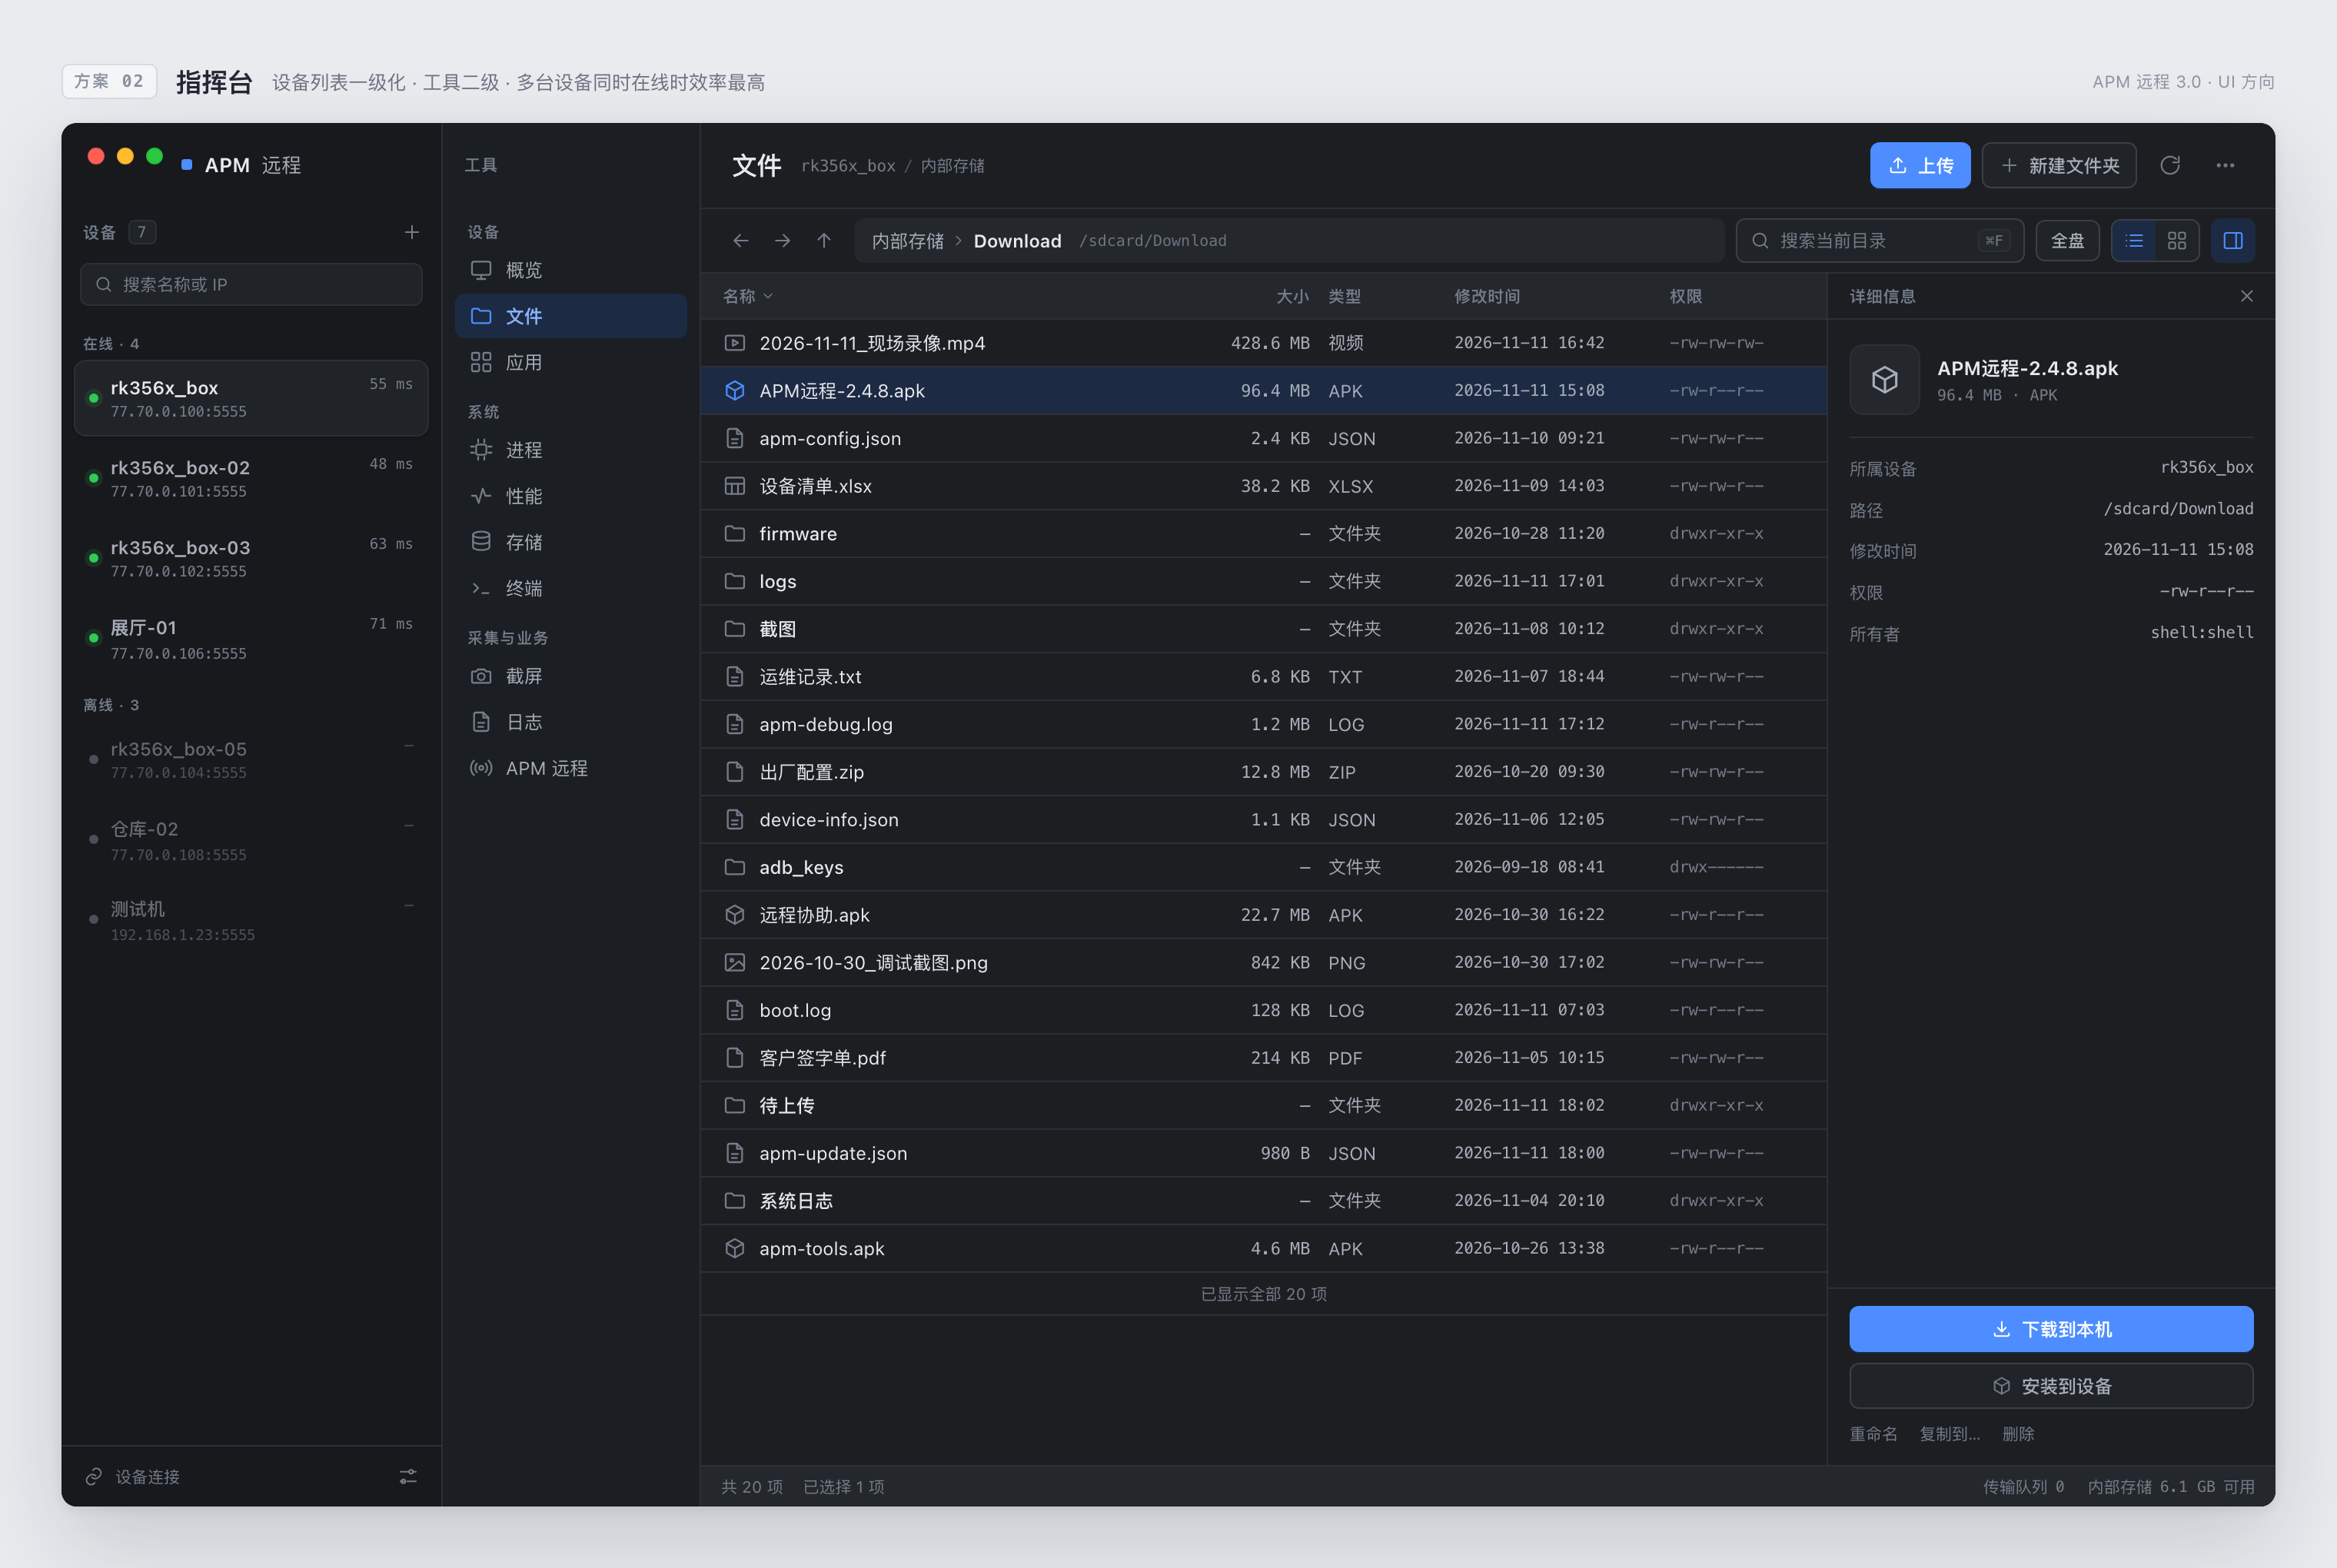 方案 02 指挥台 设备列表一级化 · 工具二级 · 多台设备同时在线时效率最高 APM 远程 3.0 · UI 方向
APM 远程
设备 7
搜索名称或 IP
在线 · 4
rk356x_box 55 ms
77.70.0.100:5555
rk356x_box-02 48 ms
77.70.0.101:5555
rk356x_box-03 63 ms
77.70.0.102:5555
展厅-01 71 ms
77.70.0.106:5555
离线 · 3
rk356x_box-05 —
77.70.0.104:5555
仓库-02 —
77.70.0.108:5555
测试机 —
192.168.1.23:5555
设备连接
工具
设备
概览
文件
应用
系统
进程
性能
存储
终端
采集与业务
截屏
日志
APM 远程
文件 rk356x_box / 内部存储 上传 新建文件夹
内部存储 Download /sdcard/Download 搜索当前目录 ⌘F 全盘
名称 大小 类型 修改时间 权限
2026-11-11_现场录像.mp4 428.6 MB 视频 2026-11-11 16:42 -rw-rw-rw-
APM远程-2.4.8.apk 96.4 MB APK 2026-11-11 15:08 -rw-r--r--
apm-config.json 2.4 KB JSON 2026-11-10 09:21 -rw-rw-r--
设备清单.xlsx 38.2 KB XLSX 2026-11-09 14:03 -rw-rw-r--
firmware — 文件夹 2026-10-28 11:20 drwxr-xr-x
logs — 文件夹 2026-11-11 17:01 drwxr-xr-x
截图 — 文件夹 2026-11-08 10:12 drwxr-xr-x
运维记录.txt 6.8 KB TXT 2026-11-07 18:44 -rw-rw-r--
apm-debug.log 1.2 MB LOG 2026-11-11 17:12 -rw-rw-r--
出厂配置.zip 12.8 MB ZIP 2026-10-20 09:30 -rw-rw-r--
device-info.json 1.1 KB JSON 2026-11-06 12:05 -rw-rw-r--
adb_keys — 文件夹 2026-09-18 08:41 drwx------
远程协助.apk 22.7 MB APK 2026-10-30 16:22 -rw-rw-r--
2026-10-30_调试截图.png 842 KB PNG 2026-10-30 17:02 -rw-rw-r--
boot.log 128 KB LOG 2026-11-11 07:03 -rw-r--r--
客户签字单.pdf 214 KB PDF 2026-11-05 10:15 -rw-rw-r--
待上传 — 文件夹 2026-11-11 18:02 drwxr-xr-x
apm-update.json 980 B JSON 2026-11-11 18:00 -rw-rw-r--
系统日志 — 文件夹 2026-11-04 20:10 drwxr-xr-x
apm-tools.apk 4.6 MB APK 2026-10-26 13:38 -rw-r--r--
已显示全部 20 项
共 20 项 已选择 1 项 传输队列 0 内部存储 6.1 GB 可用
详细信息
APM远程-2.4.8.apk
96.4 MB · APK
所属设备 rk356x_box
路径 /sdcard/Download
修改时间 2026-11-11 15:08
权限 -rw-r--r--
所有者 shell:shell
下载到本机
安装到设备
重命名 复制到... 删除